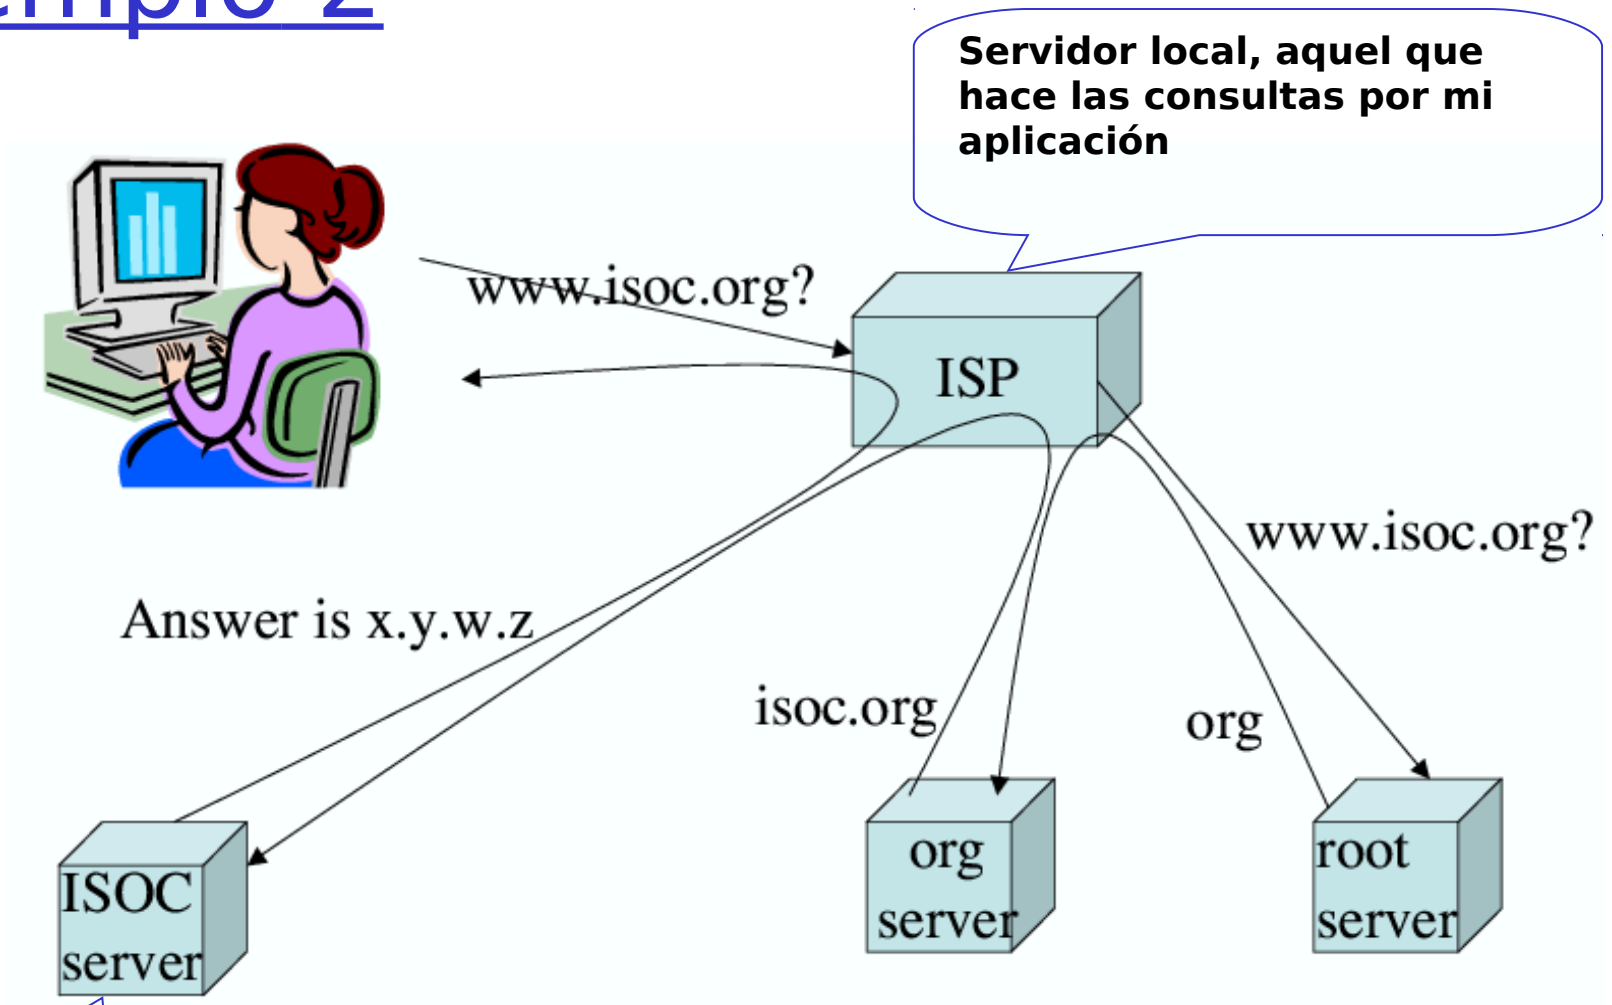 Servidor local, aquel que
hace las consultas por mi
aplicación
www.isoc.org?
ISP
www.isoc.org?
Answer is x.y.w.z
isoc.org
org
ISOC
server
org
server
root
server